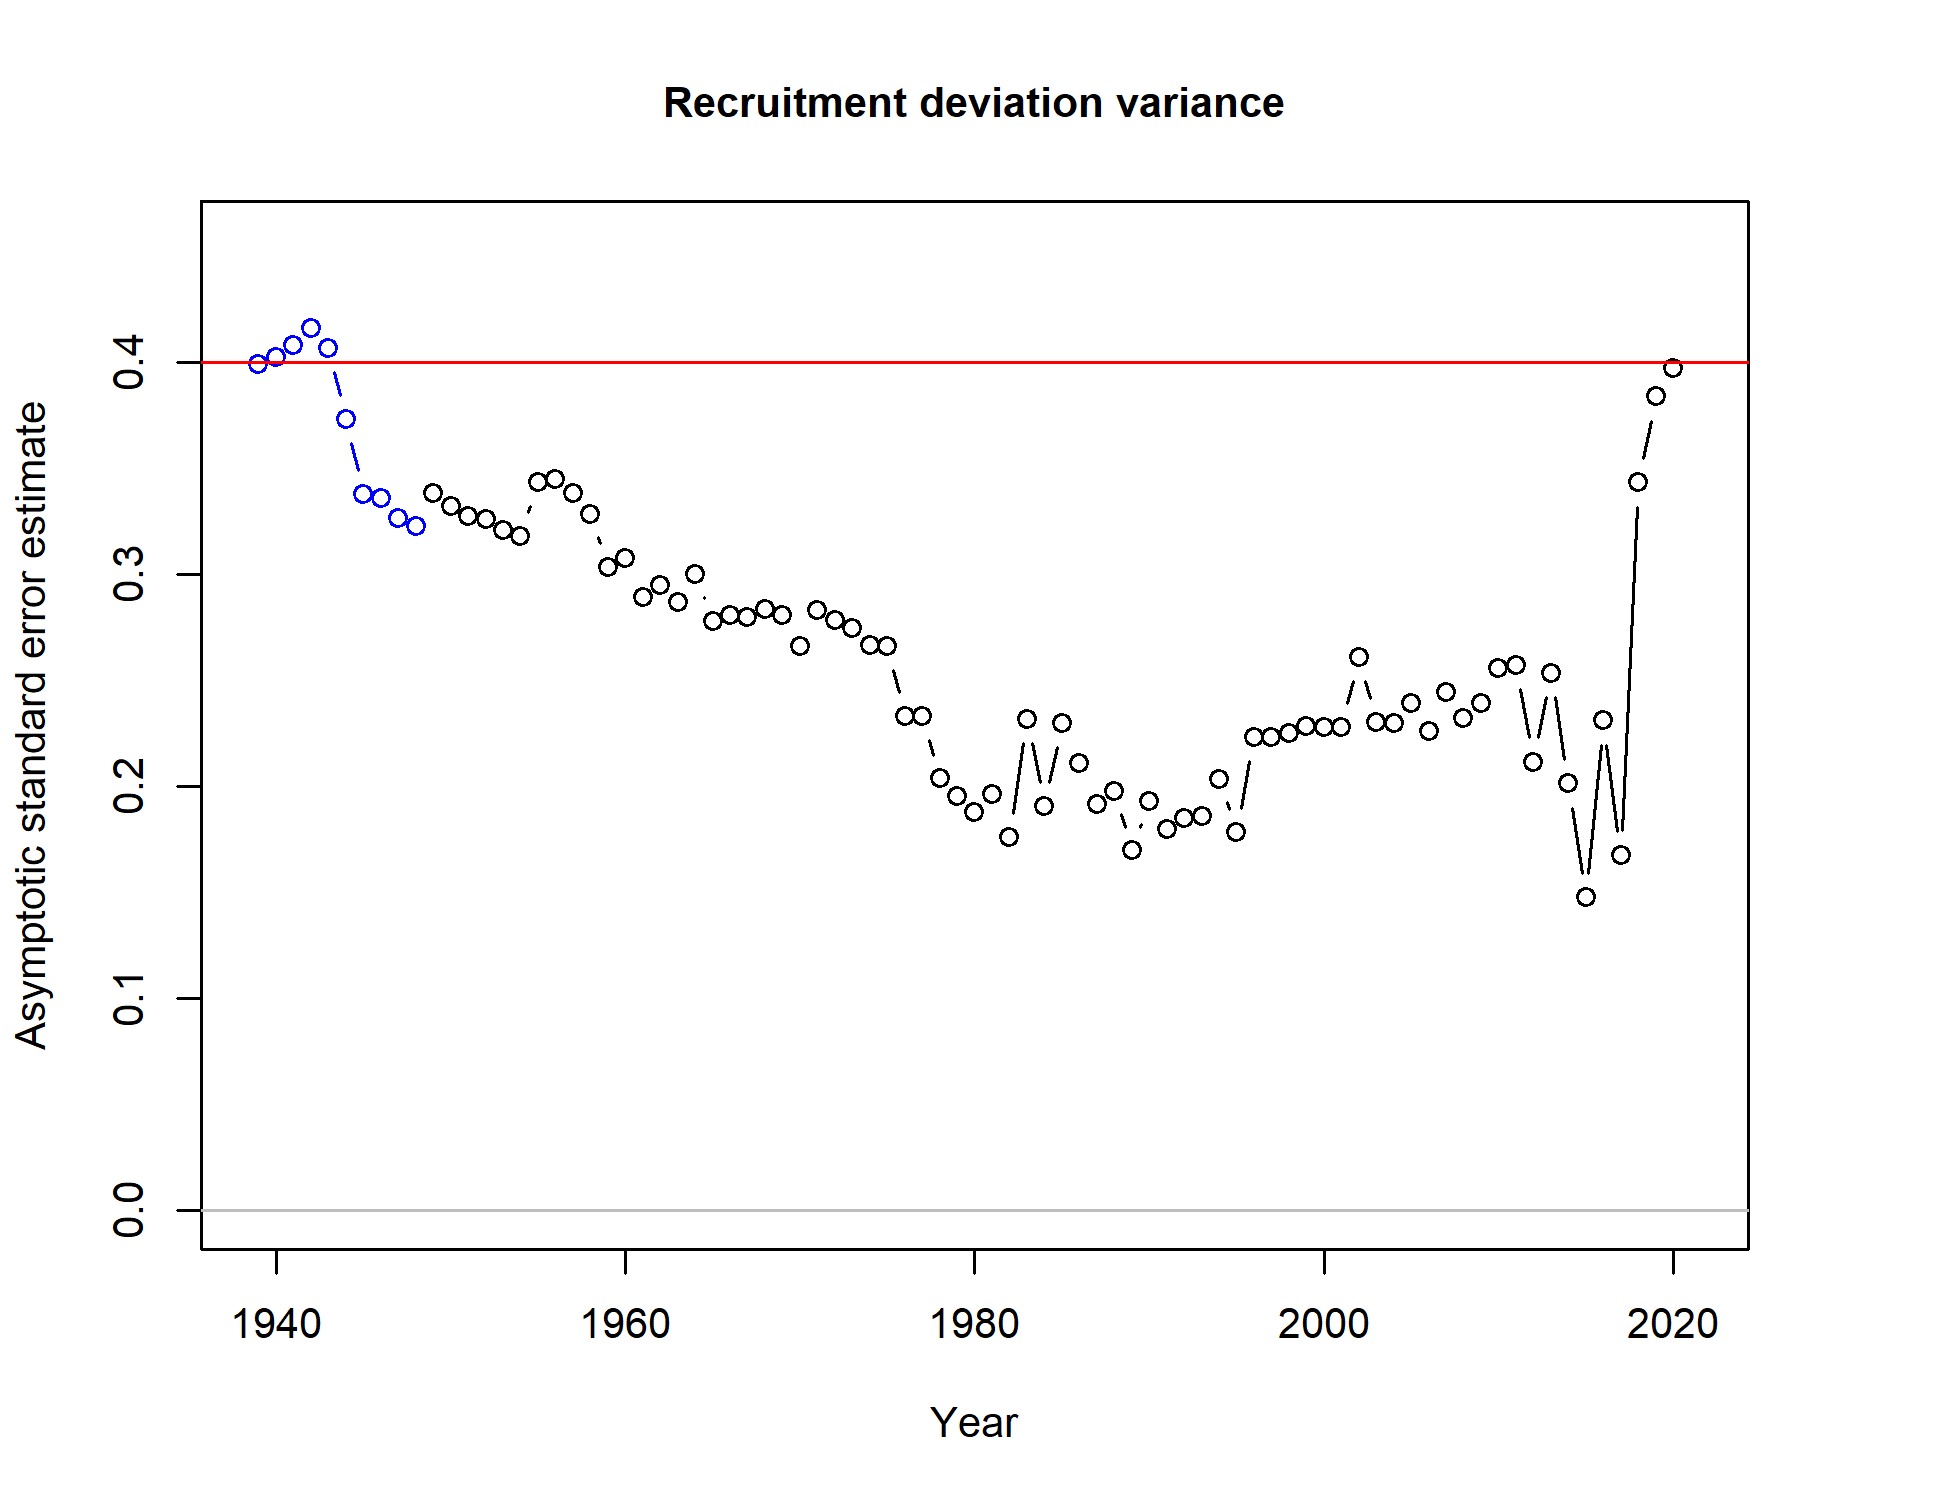 Recruitment deviation variance
Asymptotic standard error estimate
0.4
0.3
0.2
0.1
0.0
1940 1960 1980 2000 2020
Year